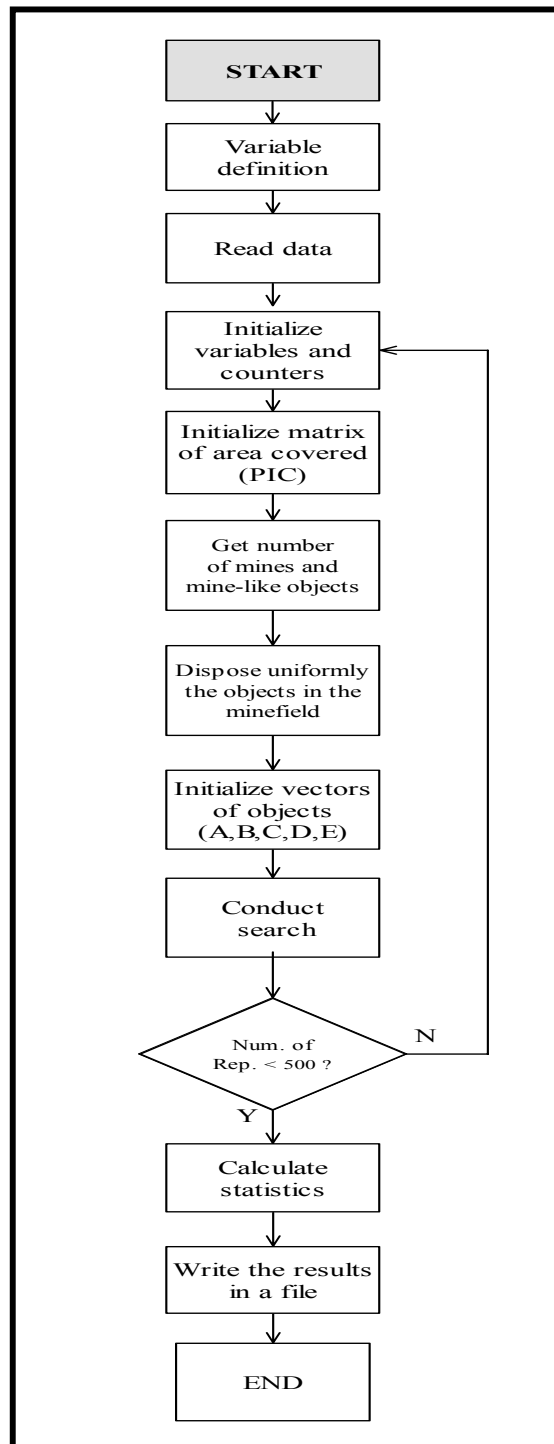 START
Variable
definition
Read data
Initialize
variables and
counters
Initialize matrix
of area covered
(PIC)
Get number
of mines and
mine-like objects
Dispose uniformly
the objects in the
minefield
Initialize vectors
of objects
(A,B,C,D,E)
Conduct
search
Num. of
Rep. < 500 ?
N
Y
Calculate
statistics
Write the results
in a file
END